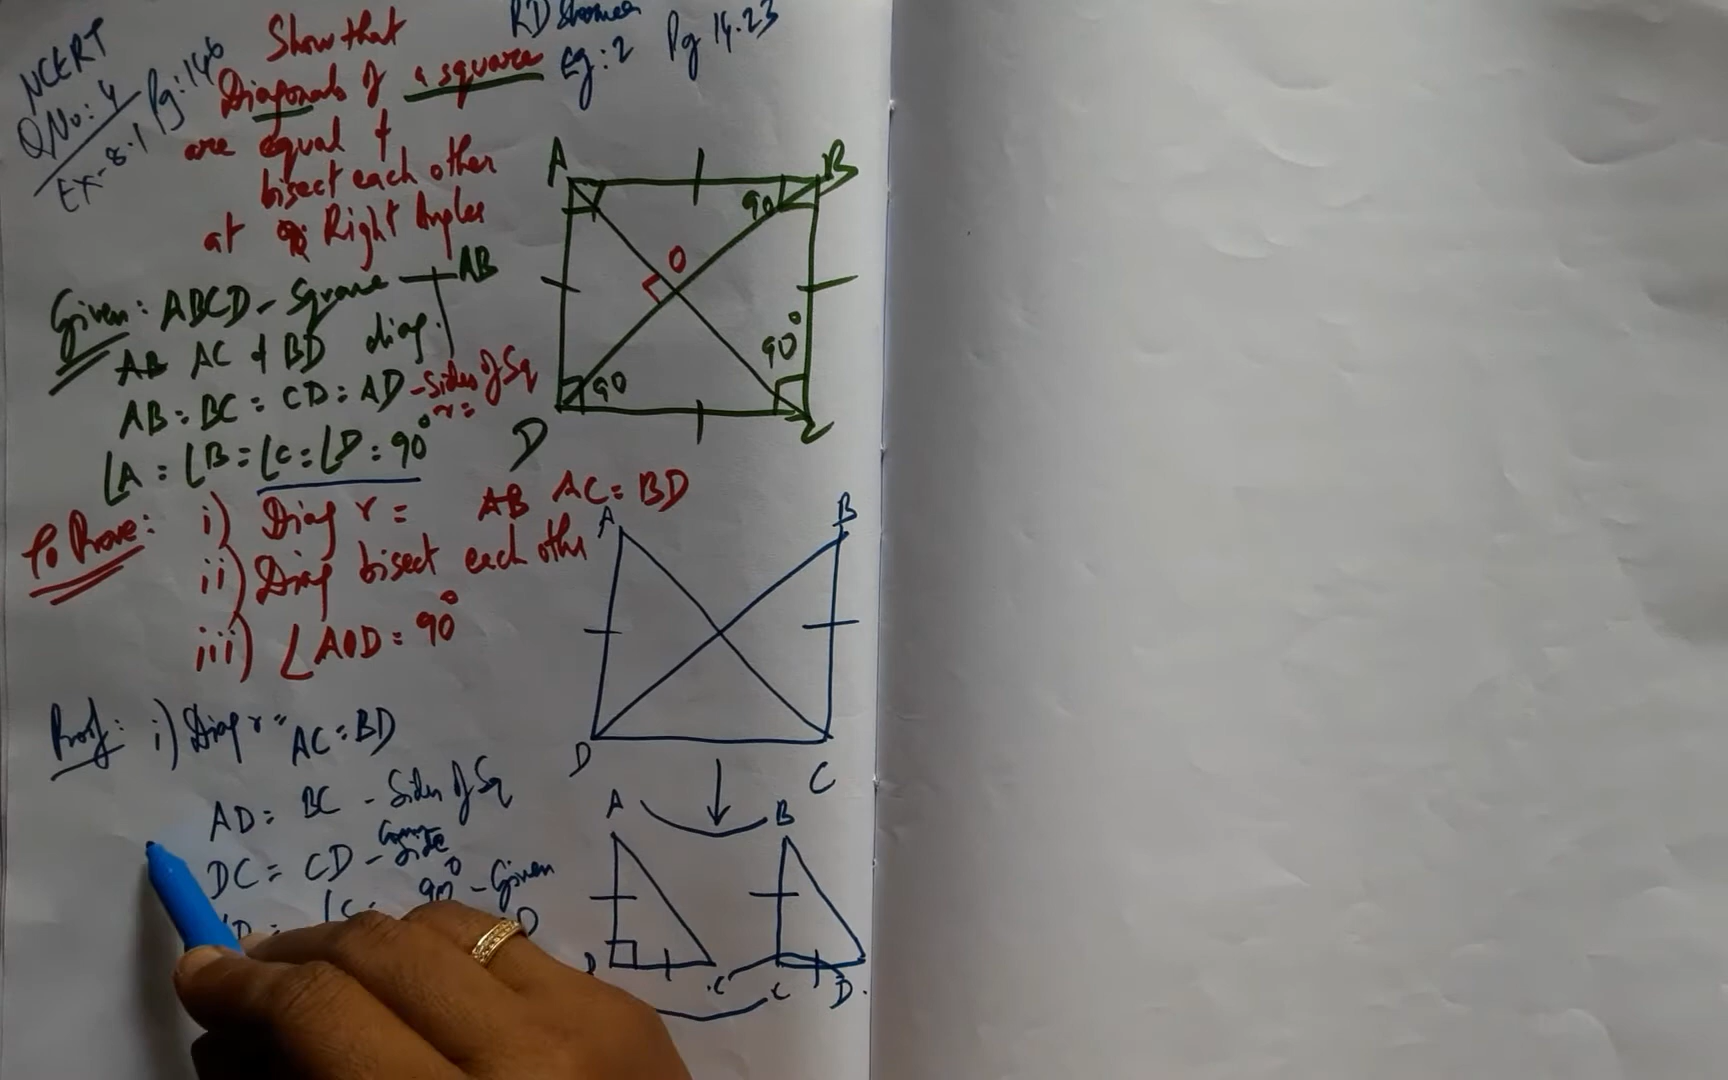 NCERT
Q No: 4
Ex-8.1 Pg:146
RD Sharma
Eg:2 Pg 14.23
Show that
Diagonals of a square
are equal &
bisect each other
at Right Angles
Given: ABCD - Square AB
AB AC & BD diag.
AB = BC = CD = AD - Sides of Sq
r =
∠A = ∠B = ∠C = ∠D = 90°
To Prove: i) Diag r = AB AC = BD
ii) Diag bisect each other
iii) ∠AOD = 90°
Proof: i) Diag r = AC = BD
AD = BC - Sides of Sq
DC = CD - Common Side
∠D = ∠C = 90° - Given
D
A
B
90
O
90°
90
D
C
A
B
D
C
A
B
C
C
D